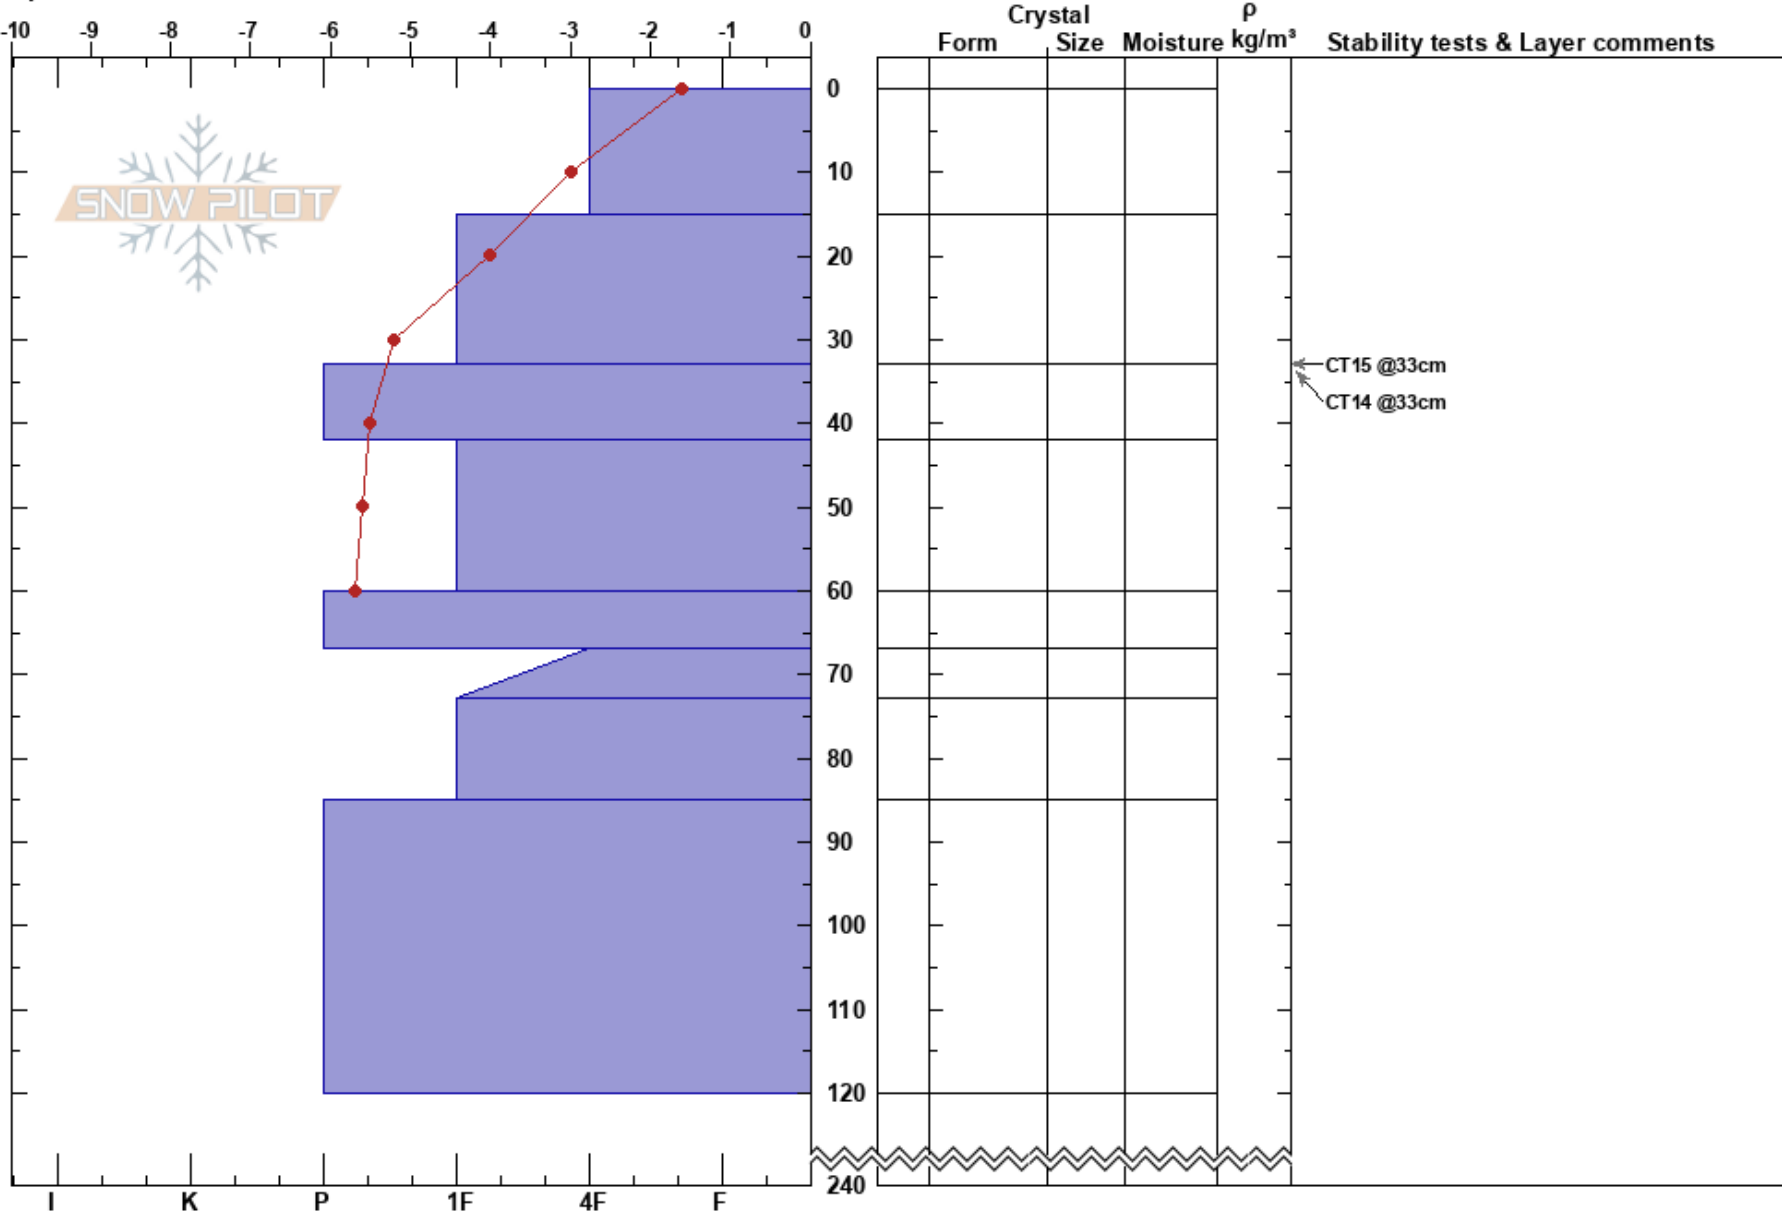 -10 -9 -8 -7 -6 -5 -4 -3 -2 -1 0
Crystal ρ
Form Size Moisture kg/m³ Stability tests & Layer comments
SNOW PILOT
0
10
20
30
CT15 @33cm
CT14 @33cm
40
50
60
70
80
90
100
110
120
240
I K P 1F 4F F